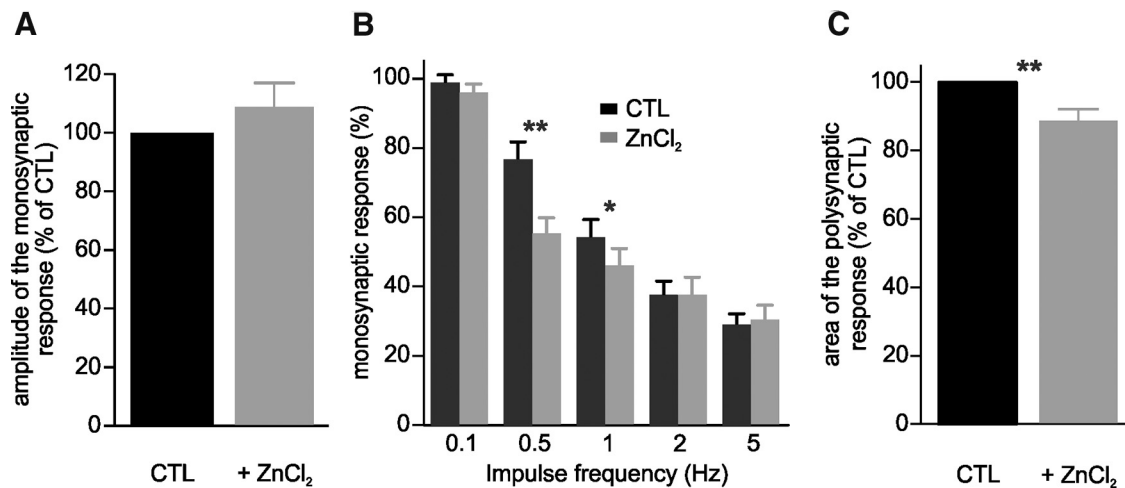 A
amplitude of the monosynaptic
response (% of CTL)
120
100
80
60
40
20
0
CTL
+ ZnCl₂
B
monosynaptic response (%)
100
80
60
40
20
0
**
*
CTL
ZnCl₂
0.1
0.5
1
2
5
Impulse frequency (Hz)
C
area of the polysynaptic
response (% of CTL)
100
80
60
40
20
0
**
CTL
+ ZnCl₂